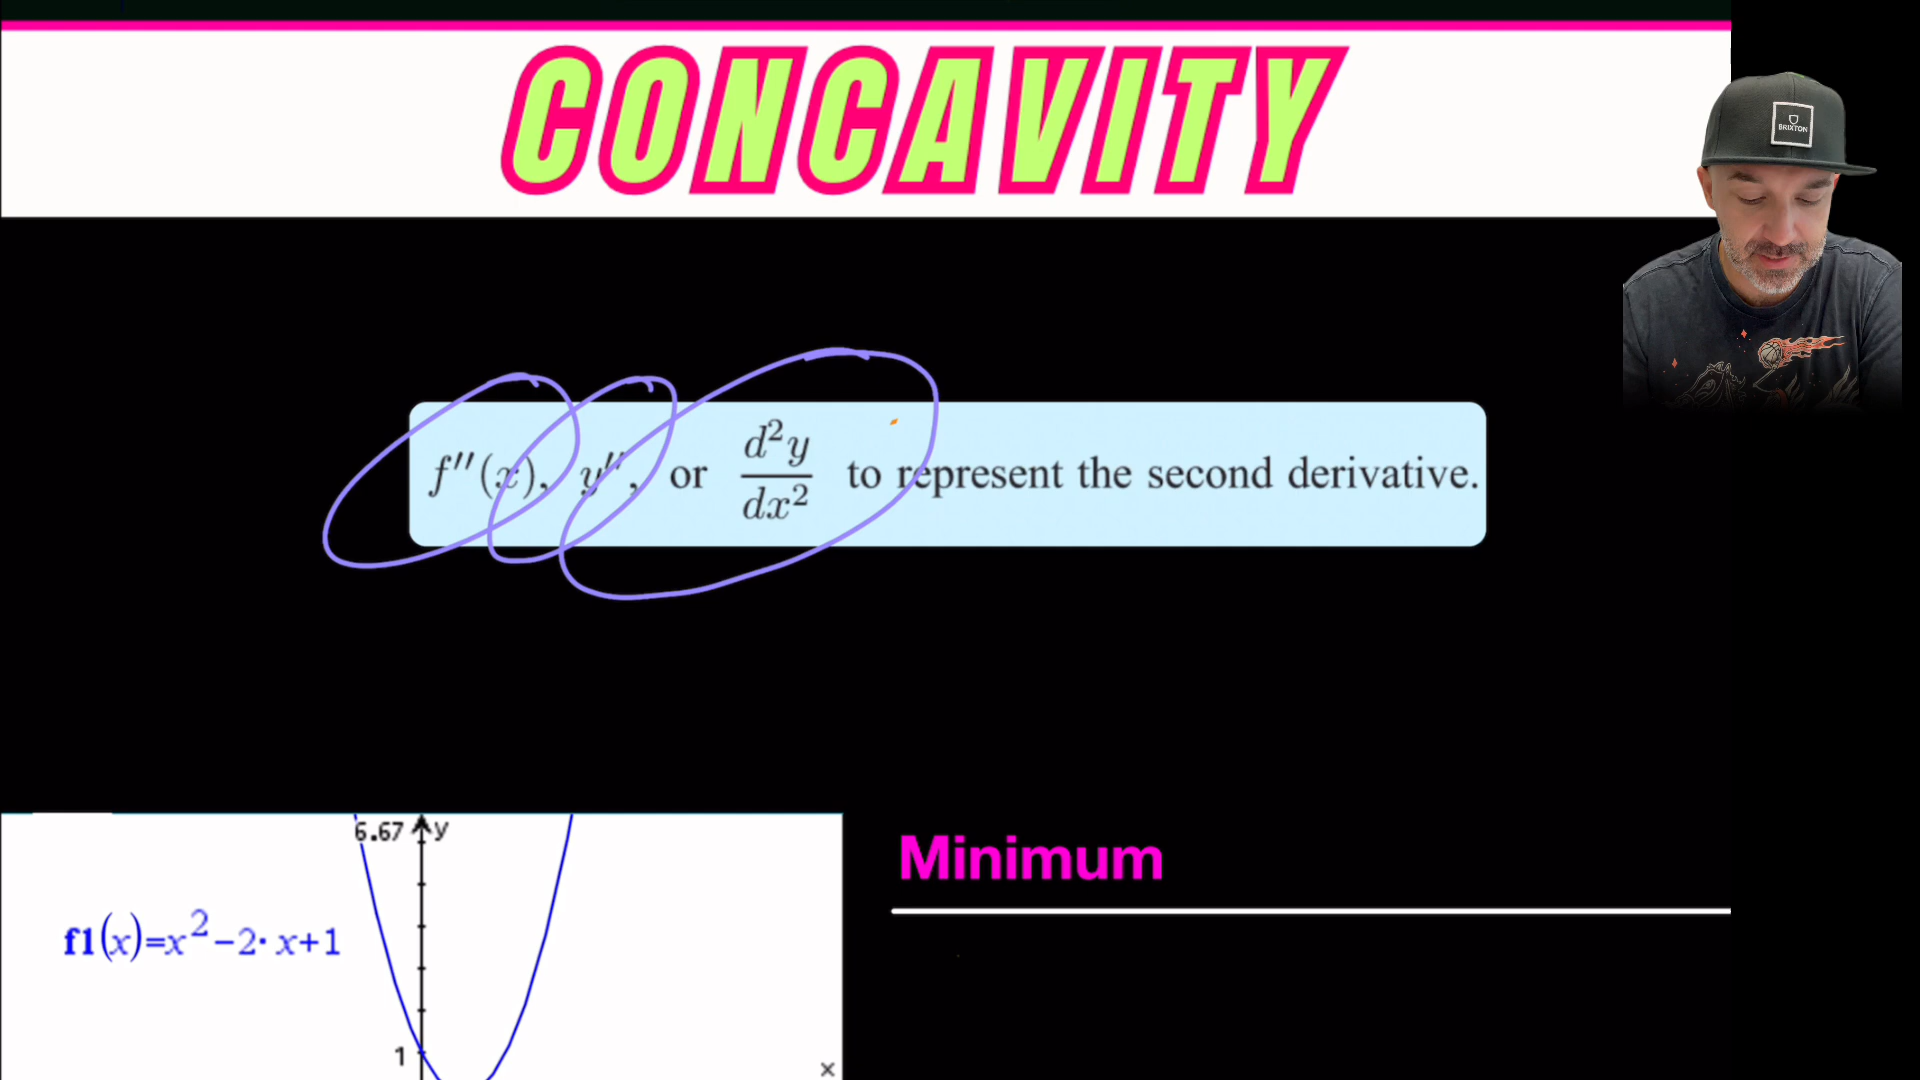 CONCAVITY
BRIXTON
f''(x), y'', or d²y/dx² to represent the second derivative.
6.67 y
Minimum
f1(x)=x²-2·x+1
1
x